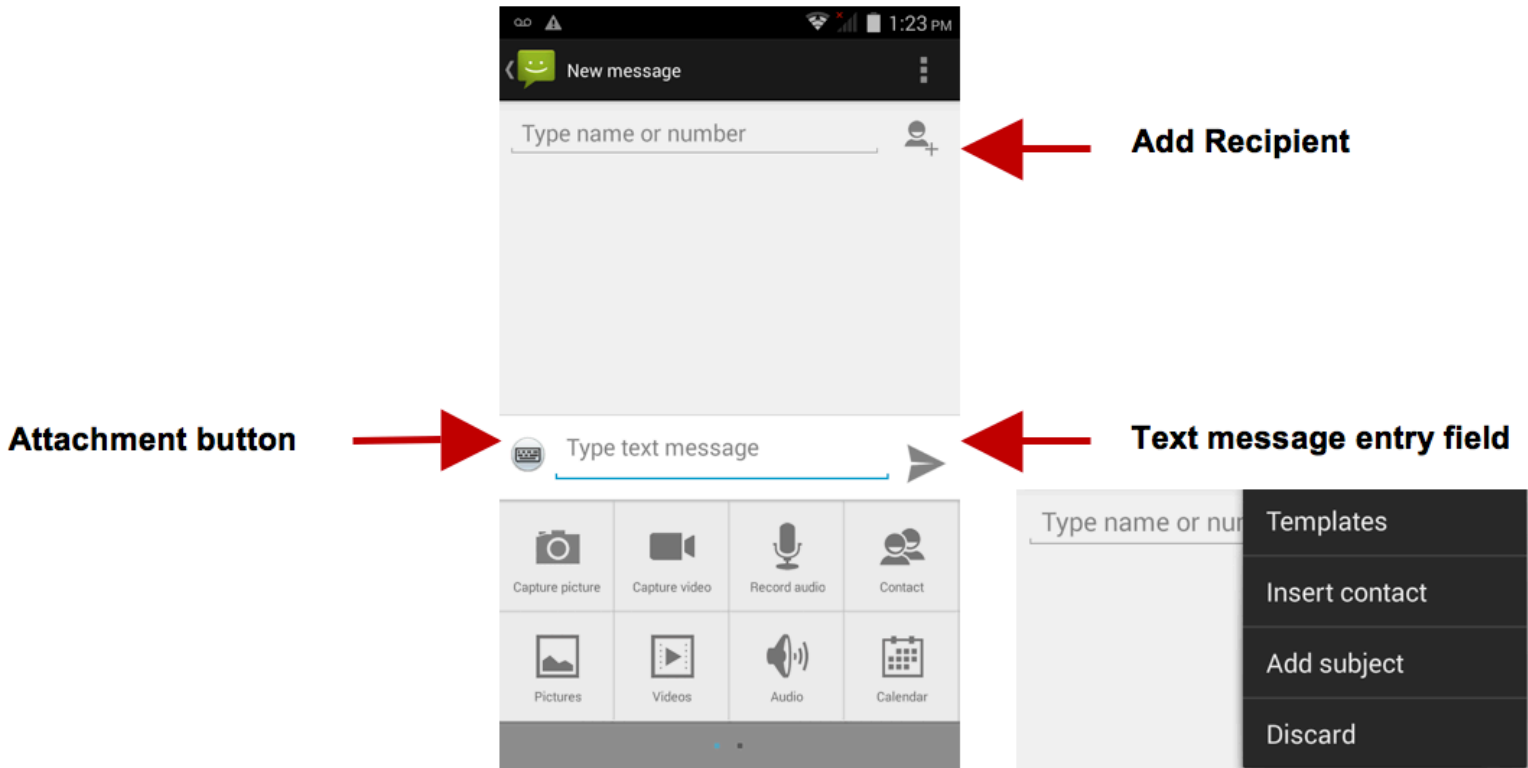 1:23 PM
New message
Type name or number
Add Recipient
Attachment button
Type text message
Text message entry field
Capture picture
Capture video
Record audio
Contact
Pictures
Videos
Audio
Calendar
Type name or nur
Templates
Insert contact
Add subject
Discard